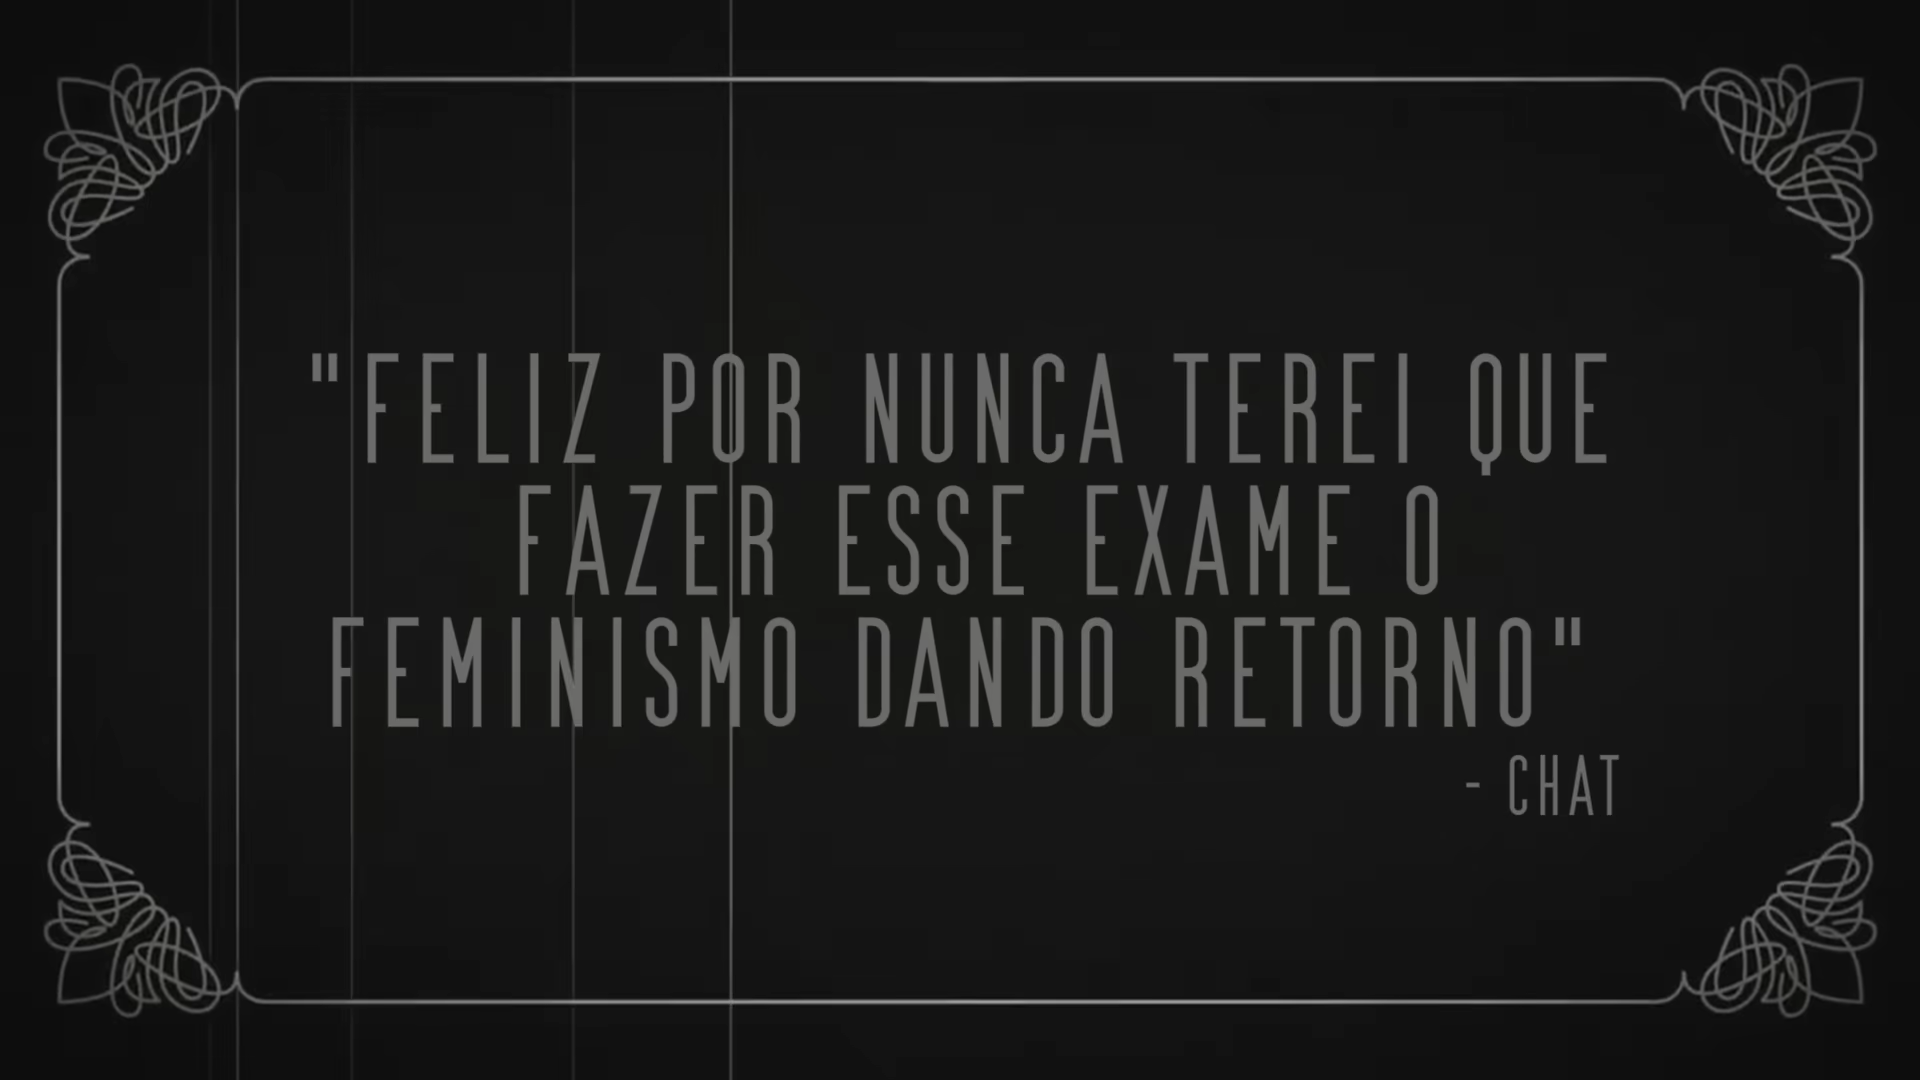 "FELIZ POR NUNCA TEREI QUE
FAZER ESSE EXAME O
FEMINISMO DANDO RETORNO"
- CHAT